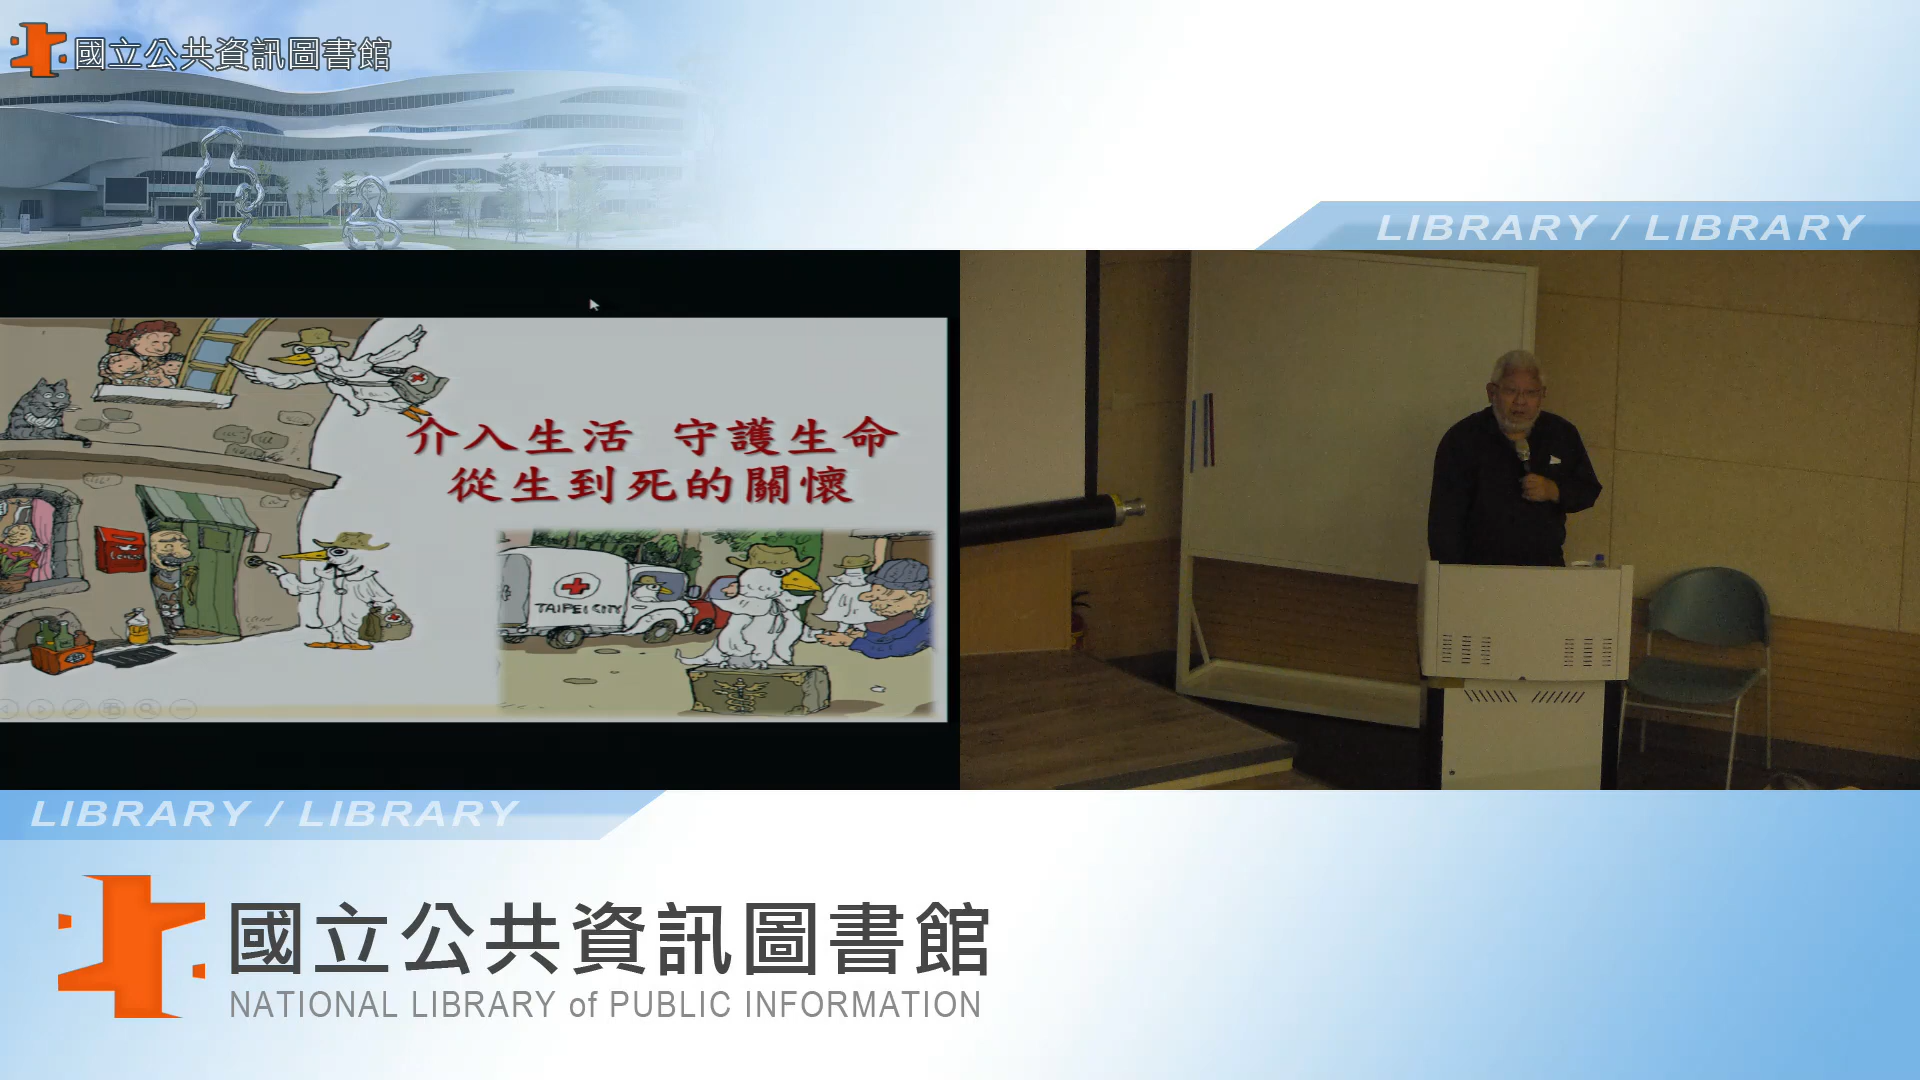 國立公共資訊圖書館
LIBRARY / LIBRARY
介入生活 守護生命
從生到死的關懷
TAIPEI CITY
LIBRARY / LIBRARY
國立公共資訊圖書館
NATIONAL LIBRARY of PUBLIC INFORMATION